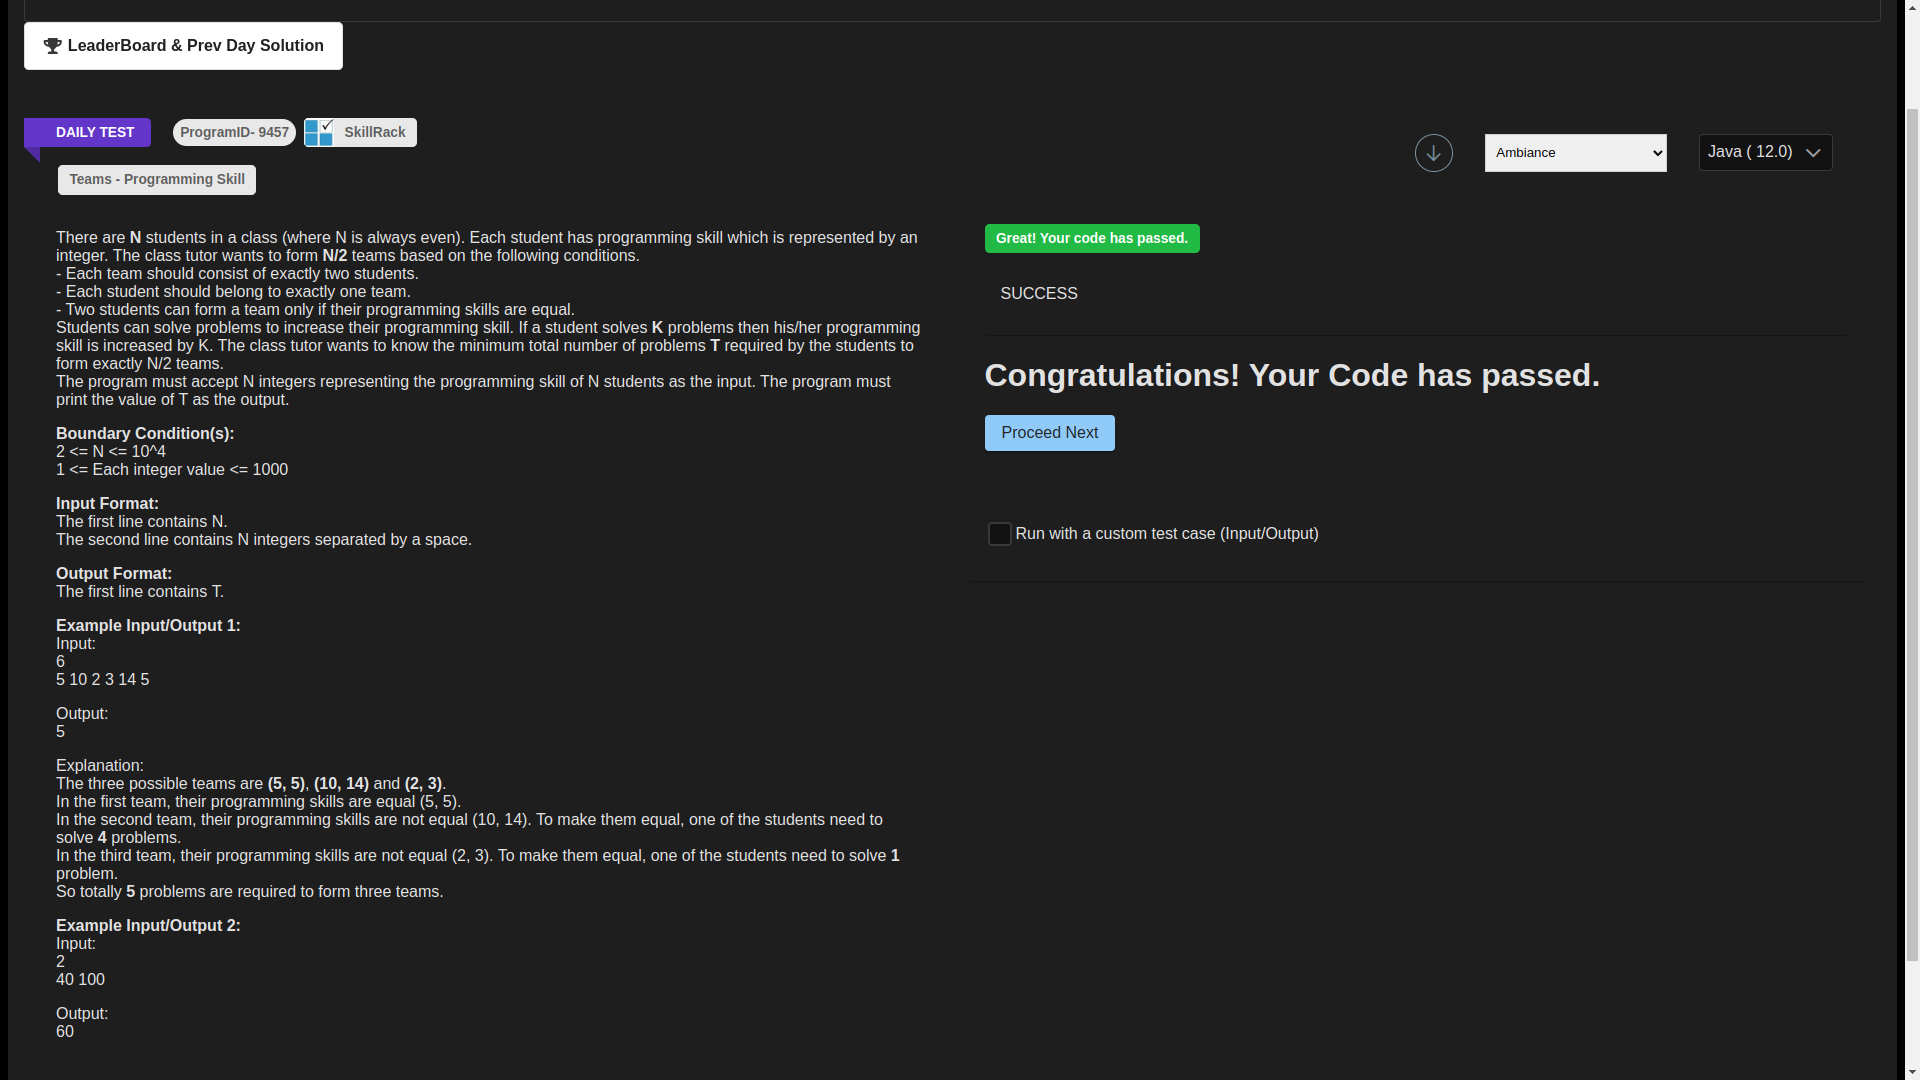 LeaderBoard & Prev Day Solution
DAILY TEST
ProgramID- 9457
SkillRack
Teams - Programming Skill
Ambiance
Java ( 12.0)
There are N students in a class (where N is always even). Each student has programming skill which is represented by an
integer. The class tutor wants to form N/2 teams based on the following conditions.
- Each team should consist of exactly two students.
- Each student should belong to exactly one team.
- Two students can form a team only if their programming skills are equal.
Students can solve problems to increase their programming skill. If a student solves K problems then his/her programming
skill is increased by K. The class tutor wants to know the minimum total number of problems T required by the students to
form exactly N/2 teams.
The program must accept N integers representing the programming skill of N students as the input. The program must
print the value of T as the output.
Boundary Condition(s):
2 <= N <= 10^4
1 <= Each integer value <= 1000
Input Format:
The first line contains N.
The second line contains N integers separated by a space.
Output Format:
The first line contains T.
Example Input/Output 1:
Input:
6
5 10 2 3 14 5
Output:
5
Explanation:
The three possible teams are (5, 5), (10, 14) and (2, 3).
In the first team, their programming skills are equal (5, 5).
In the second team, their programming skills are not equal (10, 14). To make them equal, one of the students need to
solve 4 problems.
In the third team, their programming skills are not equal (2, 3). To make them equal, one of the students need to solve 1
problem.
So totally 5 problems are required to form three teams.
Example Input/Output 2:
Input:
2
40 100
Output:
60
Great! Your code has passed.
SUCCESS
Congratulations! Your Code has passed.
Proceed Next
Run with a custom test case (Input/Output)